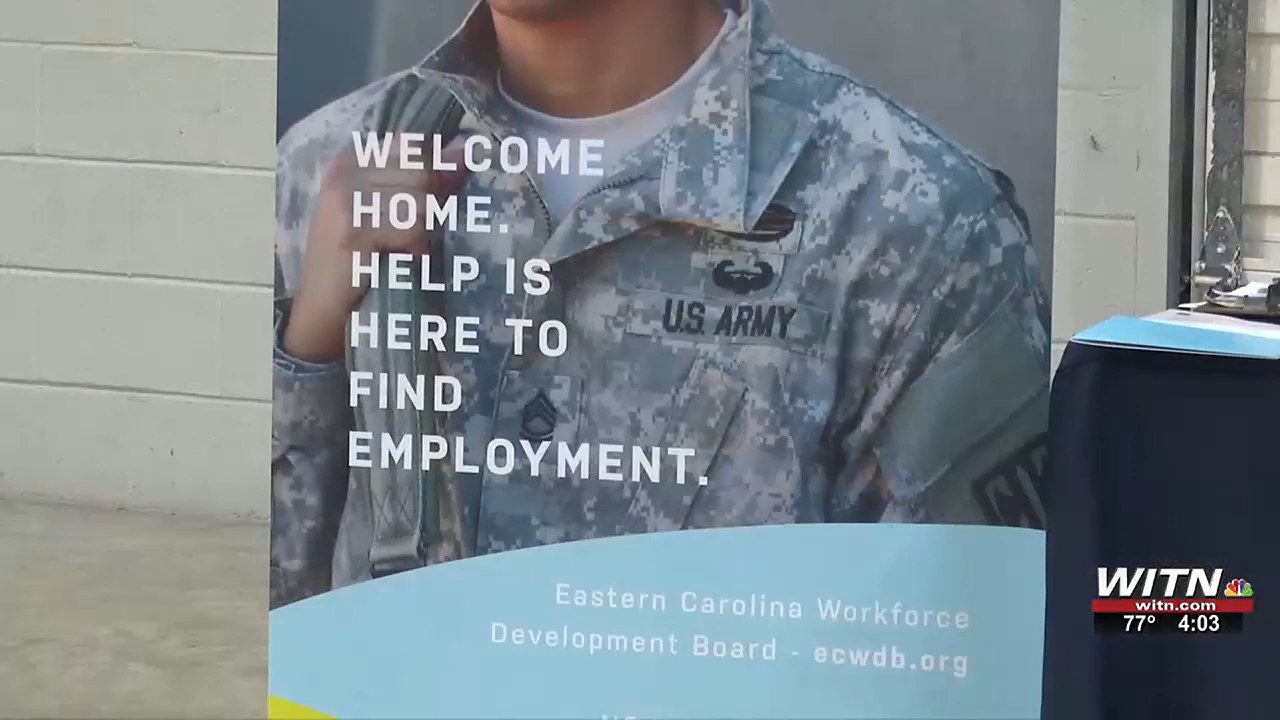 WELCOME
HOME.
HELP IS
HERE TO
FIND
EMPLOYMENT.
U.S. ARMY
Eastern Carolina Workforce
Development Board - ecwdb.org
WITN
witn.com
77° 4:03